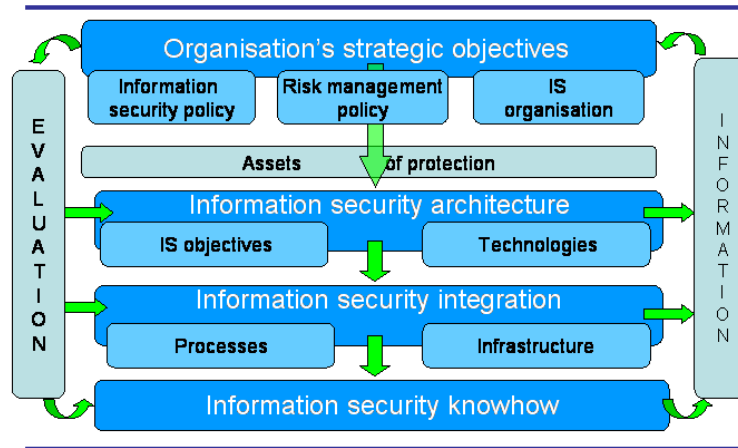 Organisation's strategic objectives
Information
security policy
Risk management
policy
IS
organisation
EVALUATION
INFORMATION
Assets of protection
Information security architecture
IS objectives
Technologies
Information security integration
Processes
Infrastructure
Information security knowhow